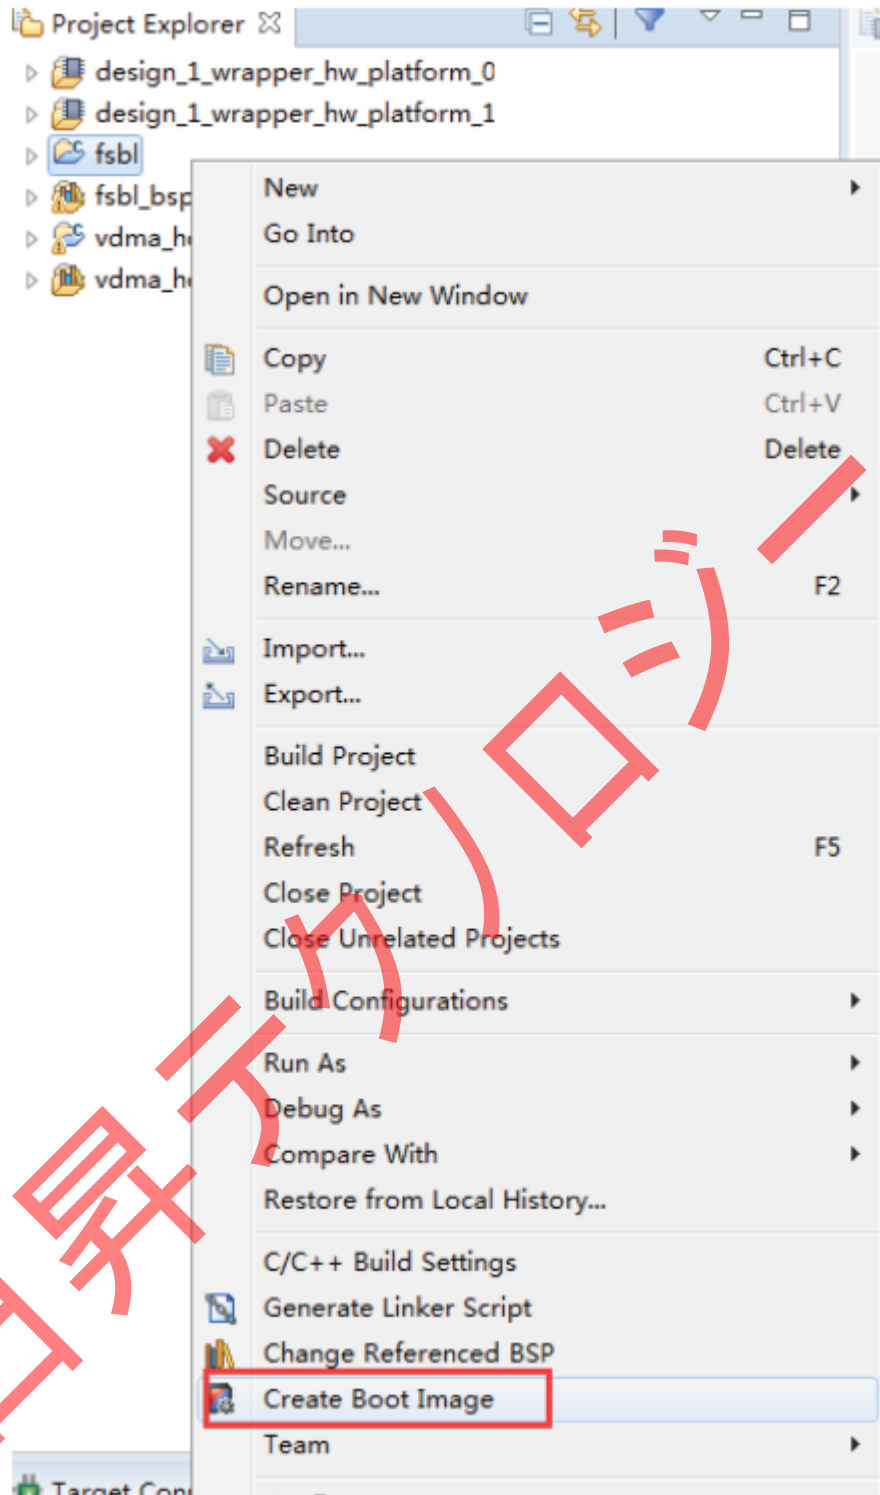 Project Explorer
design_1_wrapper_hw_platform_0
design_1_wrapper_hw_platform_1
fsbl
fsbl_bsp
vdma_h
vdma_h
New
Go Into
Open in New Window
Copy Ctrl+C
Paste Ctrl+V
Delete Delete
Source
Move...
Rename... F2
Import...
Export...
Build Project
Clean Project
Refresh F5
Close Project
Close Unrelated Projects
Build Configurations
Run As
Debug As
Compare With
Restore from Local History...
C/C++ Build Settings
Generate Linker Script
Change Referenced BSP
Create Boot Image
Team
Target
昇テクノロジー